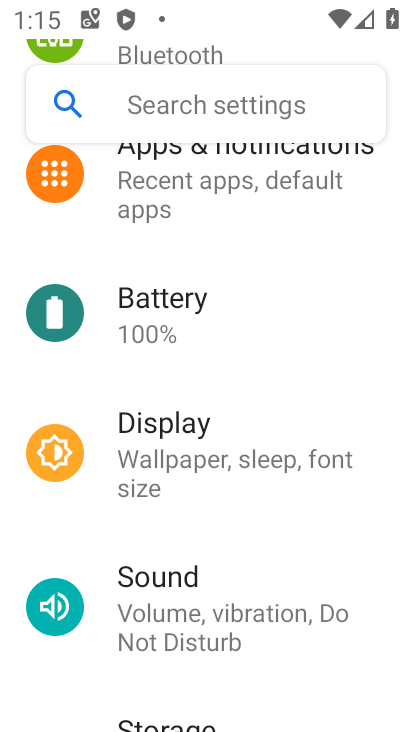 1:15
Bluetooth
Search settings
Apps & notifications
Recent apps, default
apps
Battery
100%
Display
Wallpaper, sleep, font
size
Sound
Volume, vibration, Do
Not Disturb
Storage